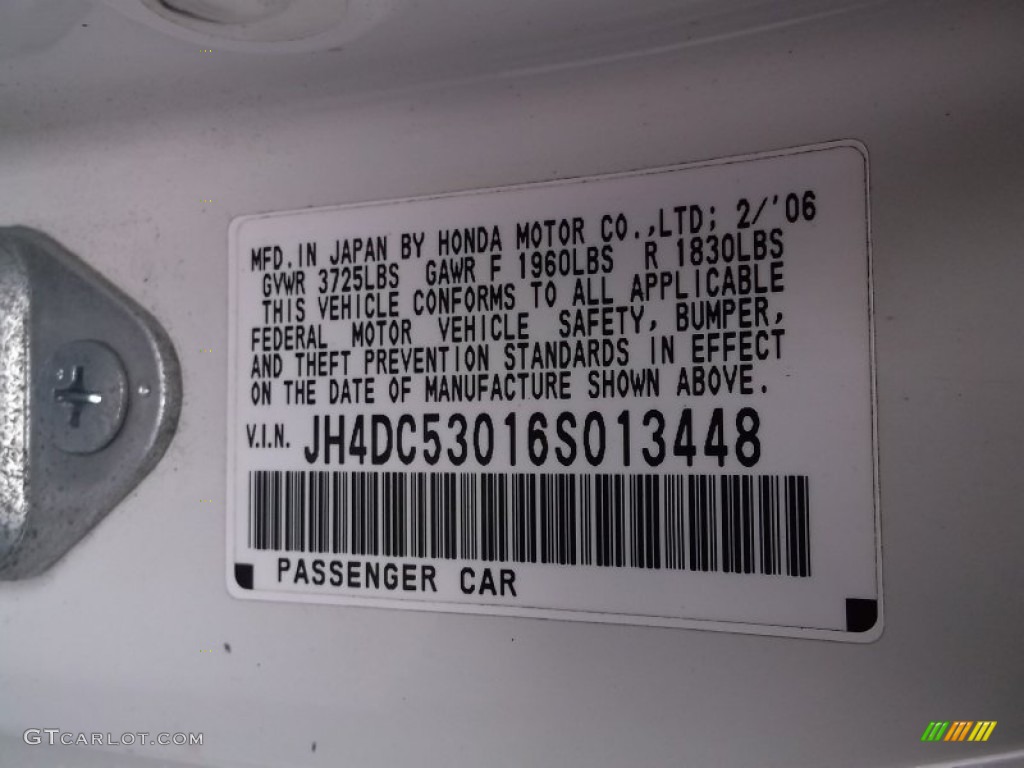 MFD. IN JAPAN BY HONDA MOTOR CO.,LTD; 2/'06
GVWR 3725LBS GAWR F 1960LBS R 1830LBS
THIS VEHICLE CONFORMS TO ALL APPLICABLE
FEDERAL MOTOR VEHICLE SAFETY, BUMPER,
AND THEFT PREVENTION STANDARDS IN EFFECT
ON THE DATE OF MANUFACTURE SHOWN ABOVE.
V.I.N. JH4DC53016S013448
PASSENGER CAR
GTCARLOT.COM